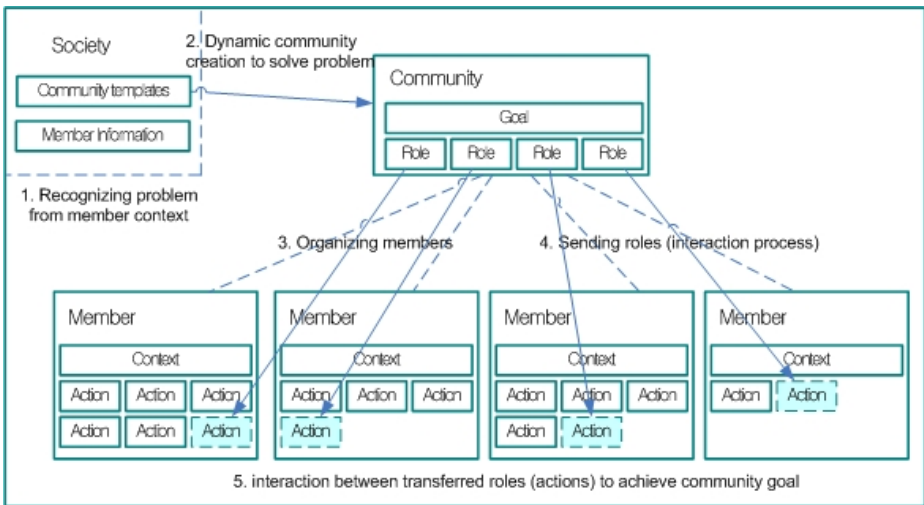 Society
Community templates
Member Information
1. Recognizing problem
from member context
2. Dynamic community
creation to solve problem
Community
Goal
Role Role Role Role
3. Organizing members
4. Sending roles (interaction process)
Member
Context
Action Action Action
Action Action Action
Member
Context
Action Action Action
Action
Member
Context
Action Action Action
Action Action
Member
Context
Action Action
5. interaction between transferred roles (actions) to achieve community goal